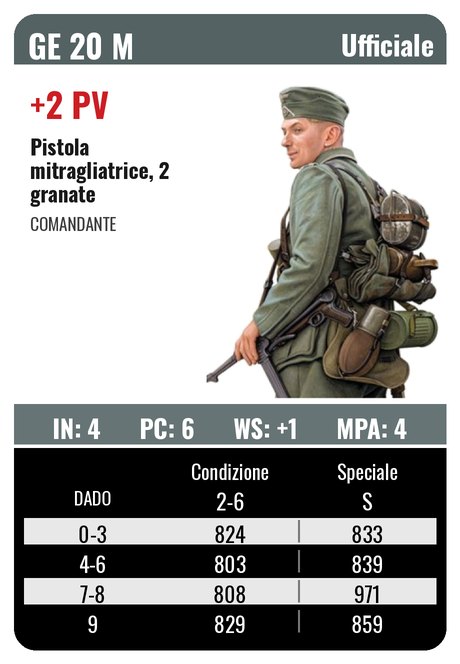 GE 20 M Ufficiale
+2 PV
Pistola
mitragliatrice, 2
granate
COMANDANTE
IN: 4 PC: 6 WS: +1 MPA: 4
Condizione Speciale
DADO 2-6 S
0-3 824 833
4-6 803 839
7-8 808 971
9 829 859